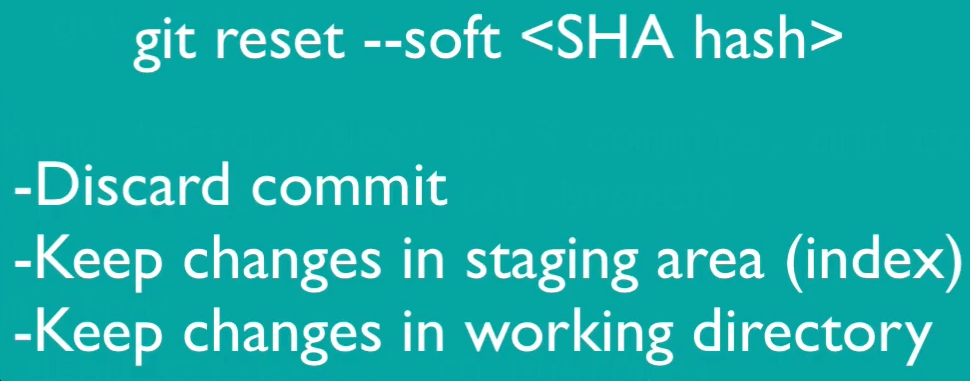 git reset --soft <SHA hash>
-Discard commit
-Keep changes in staging area (index)
-Keep changes in working directory